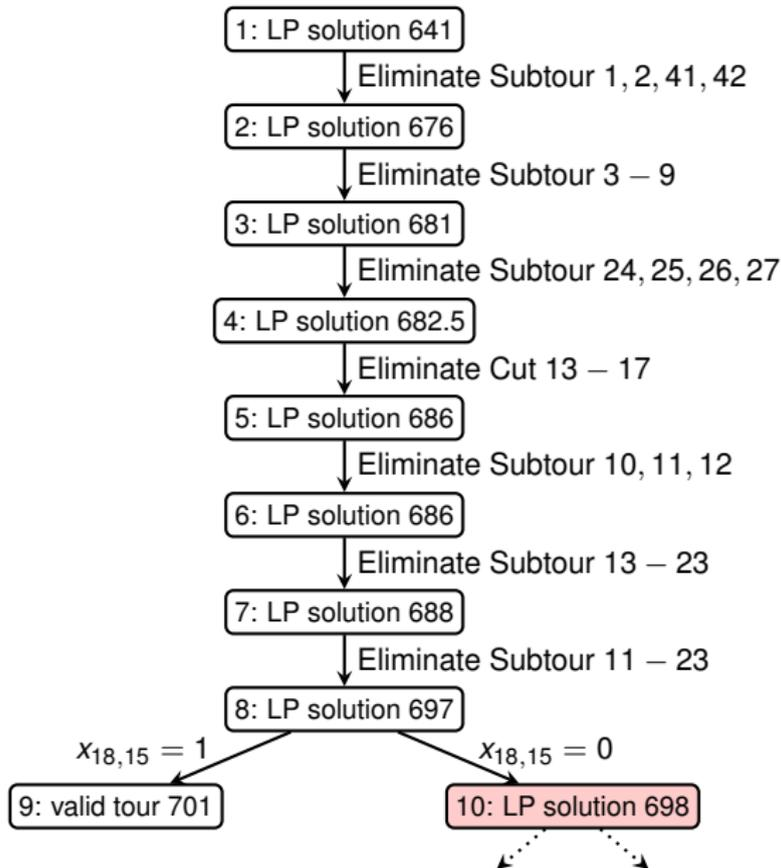 1: LP solution 641
Eliminate Subtour 1, 2, 41, 42
2: LP solution 676
Eliminate Subtour 3 − 9
3: LP solution 681
Eliminate Subtour 24, 25, 26, 27
4: LP solution 682.5
Eliminate Cut 13 − 17
5: LP solution 686
Eliminate Subtour 10, 11, 12
6: LP solution 686
Eliminate Subtour 13 − 23
7: LP solution 688
Eliminate Subtour 11 − 23
8: LP solution 697
x18,15 = 1
x18,15 = 0
9: valid tour 701
10: LP solution 698